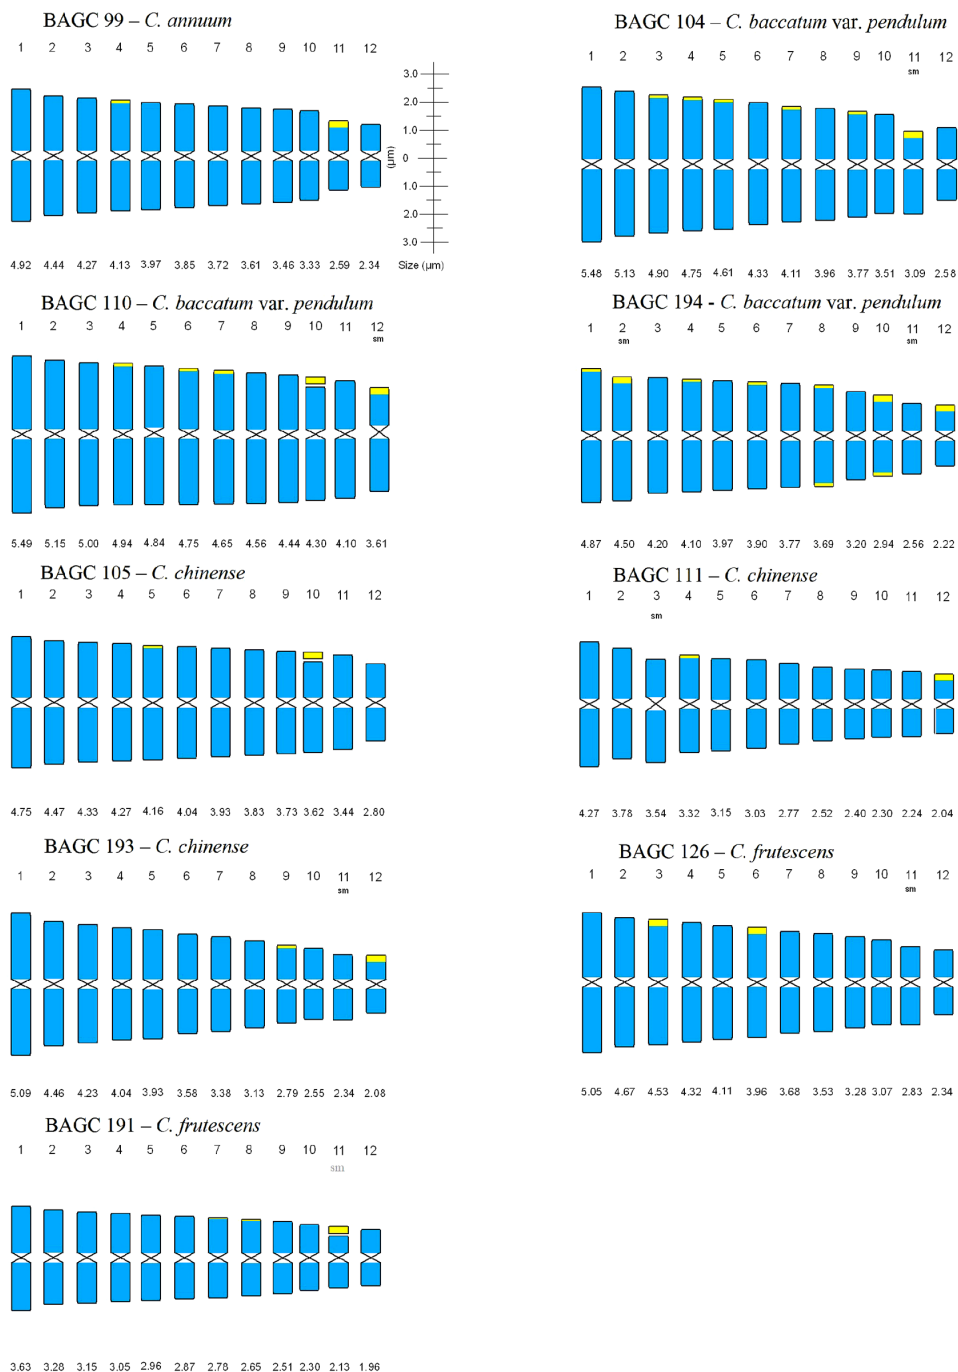 BAGC 99 – C. annuum
1 2 3 4 5 6 7 8 9 10 11 12
3.0
2.0
1.0
0
1.0
2.0
3.0
(µm)
4.92 4.44 4.27 4.13 3.97 3.85 3.72 3.61 3.46 3.33 2.59 2.34 Size (µm)
BAGC 104 – C. baccatum var. pendulum
1 2 3 4 5 6 7 8 9 10 11 12
sm
5.48 5.13 4.90 4.75 4.61 4.33 4.11 3.96 3.77 3.51 3.09 2.58
BAGC 110 – C. baccatum var. pendulum
1 2 3 4 5 6 7 8 9 10 11 12
sm
5.49 5.15 5.00 4.94 4.84 4.75 4.65 4.56 4.44 4.30 4.10 3.61
BAGC 194 - C. baccatum var. pendulum
1 2 3 4 5 6 7 8 9 10 11 12
sm sm
4.87 4.50 4.20 4.10 3.97 3.90 3.77 3.69 3.20 2.94 2.56 2.22
BAGC 105 – C. chinense
1 2 3 4 5 6 7 8 9 10 11 12
4.75 4.47 4.33 4.27 4.16 4.04 3.93 3.83 3.73 3.62 3.44 2.80
BAGC 111 – C. chinense
1 2 3 4 5 6 7 8 9 10 11 12
sm
4.27 3.78 3.54 3.32 3.15 3.03 2.77 2.52 2.40 2.30 2.24 2.04
BAGC 193 – C. chinense
1 2 3 4 5 6 7 8 9 10 11 12
sm
5.09 4.46 4.23 4.04 3.93 3.58 3.38 3.13 2.79 2.55 2.34 2.08
BAGC 126 – C. frutescens
1 2 3 4 5 6 7 8 9 10 11 12
sm
5.05 4.67 4.53 4.32 4.11 3.96 3.68 3.53 3.28 3.07 2.83 2.34
BAGC 191 – C. frutescens
1 2 3 4 5 6 7 8 9 10 11 12
sm
3.63 3.28 3.15 3.05 2.96 2.87 2.78 2.65 2.51 2.30 2.13 1.96